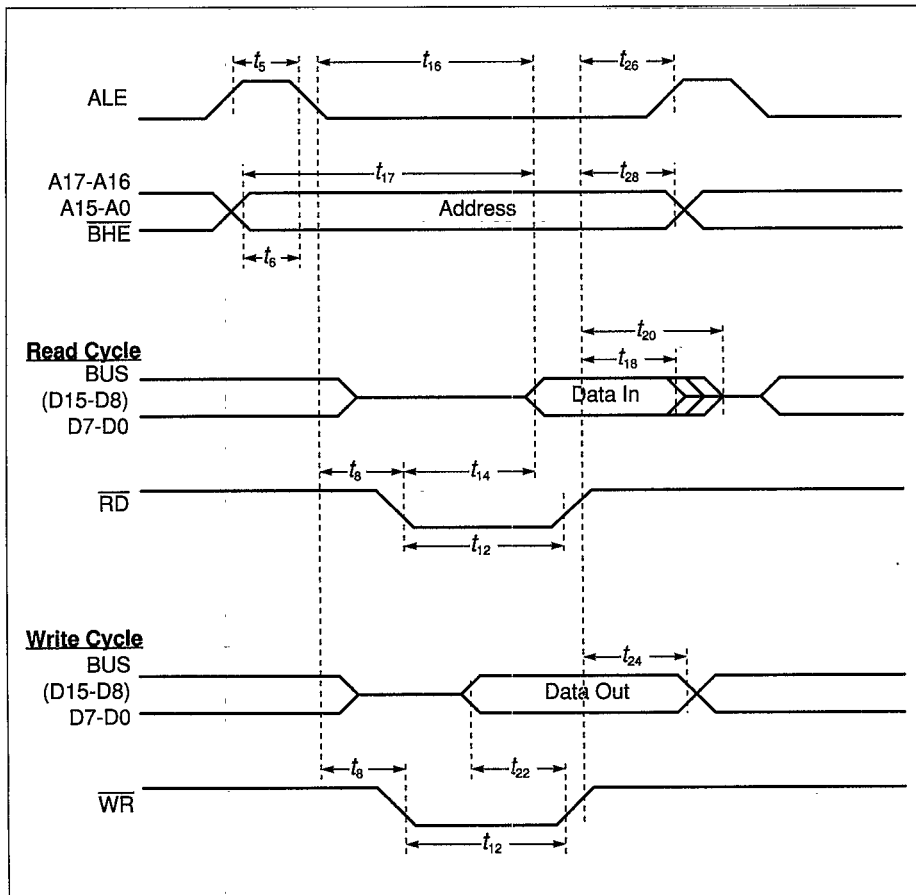 t5
t16
t26
ALE
t17
t28
A17-A16
A15-A0
BHE
Address
t6
t20
t18
Read Cycle
BUS
(D15-D8)
D7-D0
Data In
t8
t14
RD
t12
Write Cycle
BUS
(D15-D8)
D7-D0
t24
Data Out
t8
t22
WR
t12